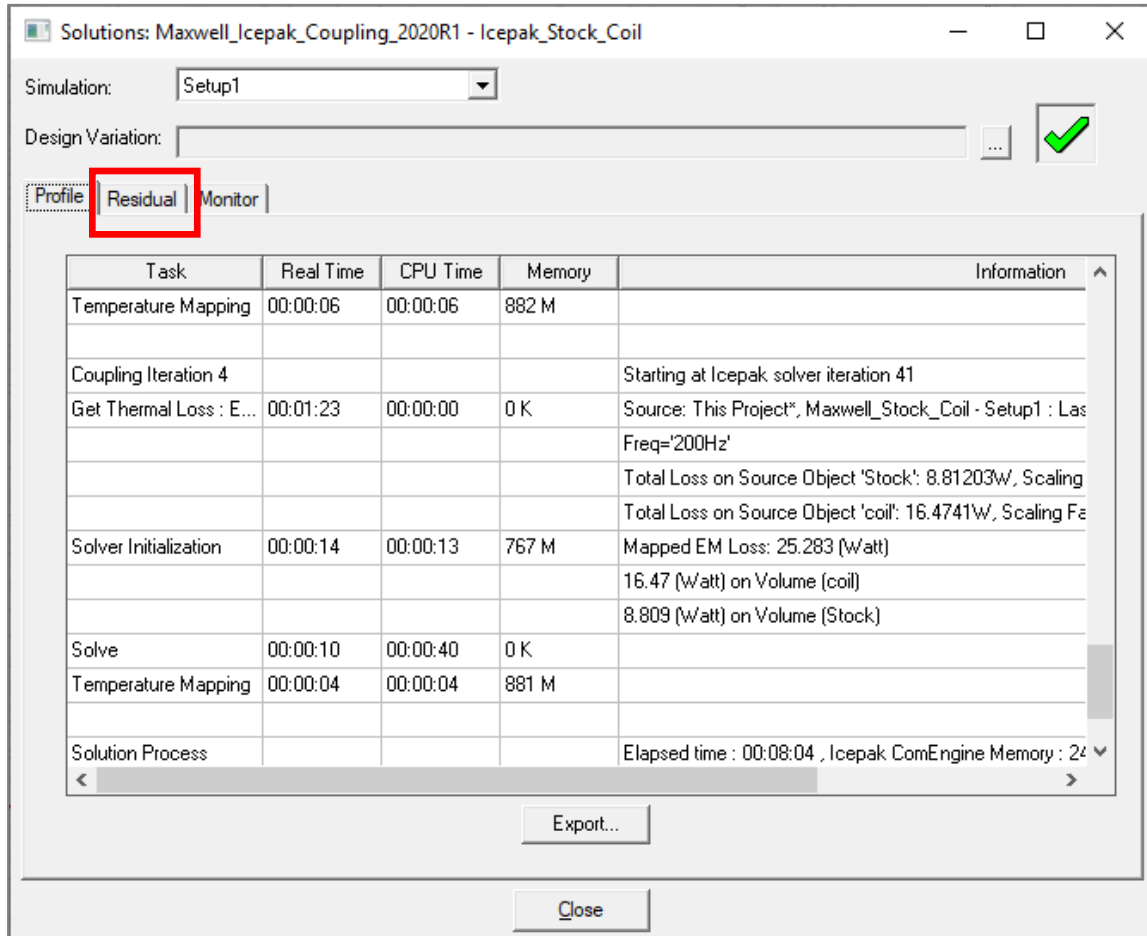 Solutions: Maxwell_Icepak_Coupling_2020R1 - Icepak_Stock_Coil
Simulation: Setup1
Design Variation: ...
Profile Residual Monitor
Task Real Time CPU Time Memory Information
Temperature Mapping 00:00:06 00:00:06 882 M
Coupling Iteration 4 Starting at Icepak solver iteration 41
Get Thermal Loss : E... 00:01:23 00:00:00 0 K Source: This Project*, Maxwell_Stock_Coil - Setup1 : Las
Freq='200Hz'
Total Loss on Source Object 'Stock': 8.81203W, Scaling
Total Loss on Source Object 'coil': 16.4741W, Scaling Fa
Solver Initialization 00:00:14 00:00:13 767 M Mapped EM Loss: 25.283 (Watt)
16.47 (Watt) on Volume (coil)
8.809 (Watt) on Volume (Stock)
Solve 00:00:10 00:00:40 0 K
Temperature Mapping 00:00:04 00:00:04 881 M
Solution Process Elapsed time : 00:08:04 , Icepak ComEngine Memory : 24
Export...
Close